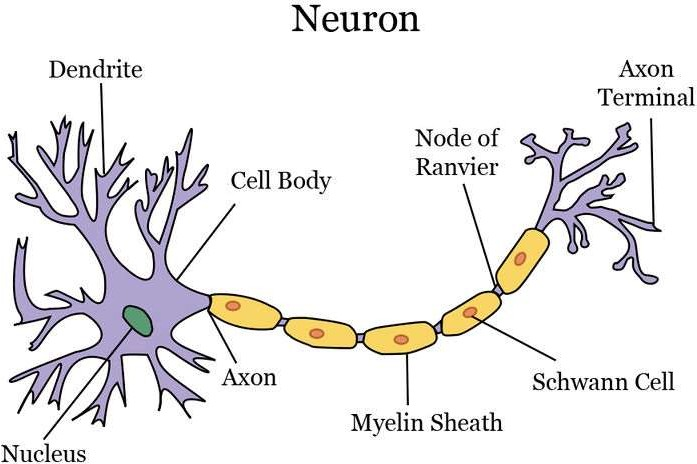 Neuron
Dendrite
Axon
Terminal
Node of
Ranvier
Cell Body
Axon
Schwann Cell
Myelin Sheath
Nucleus